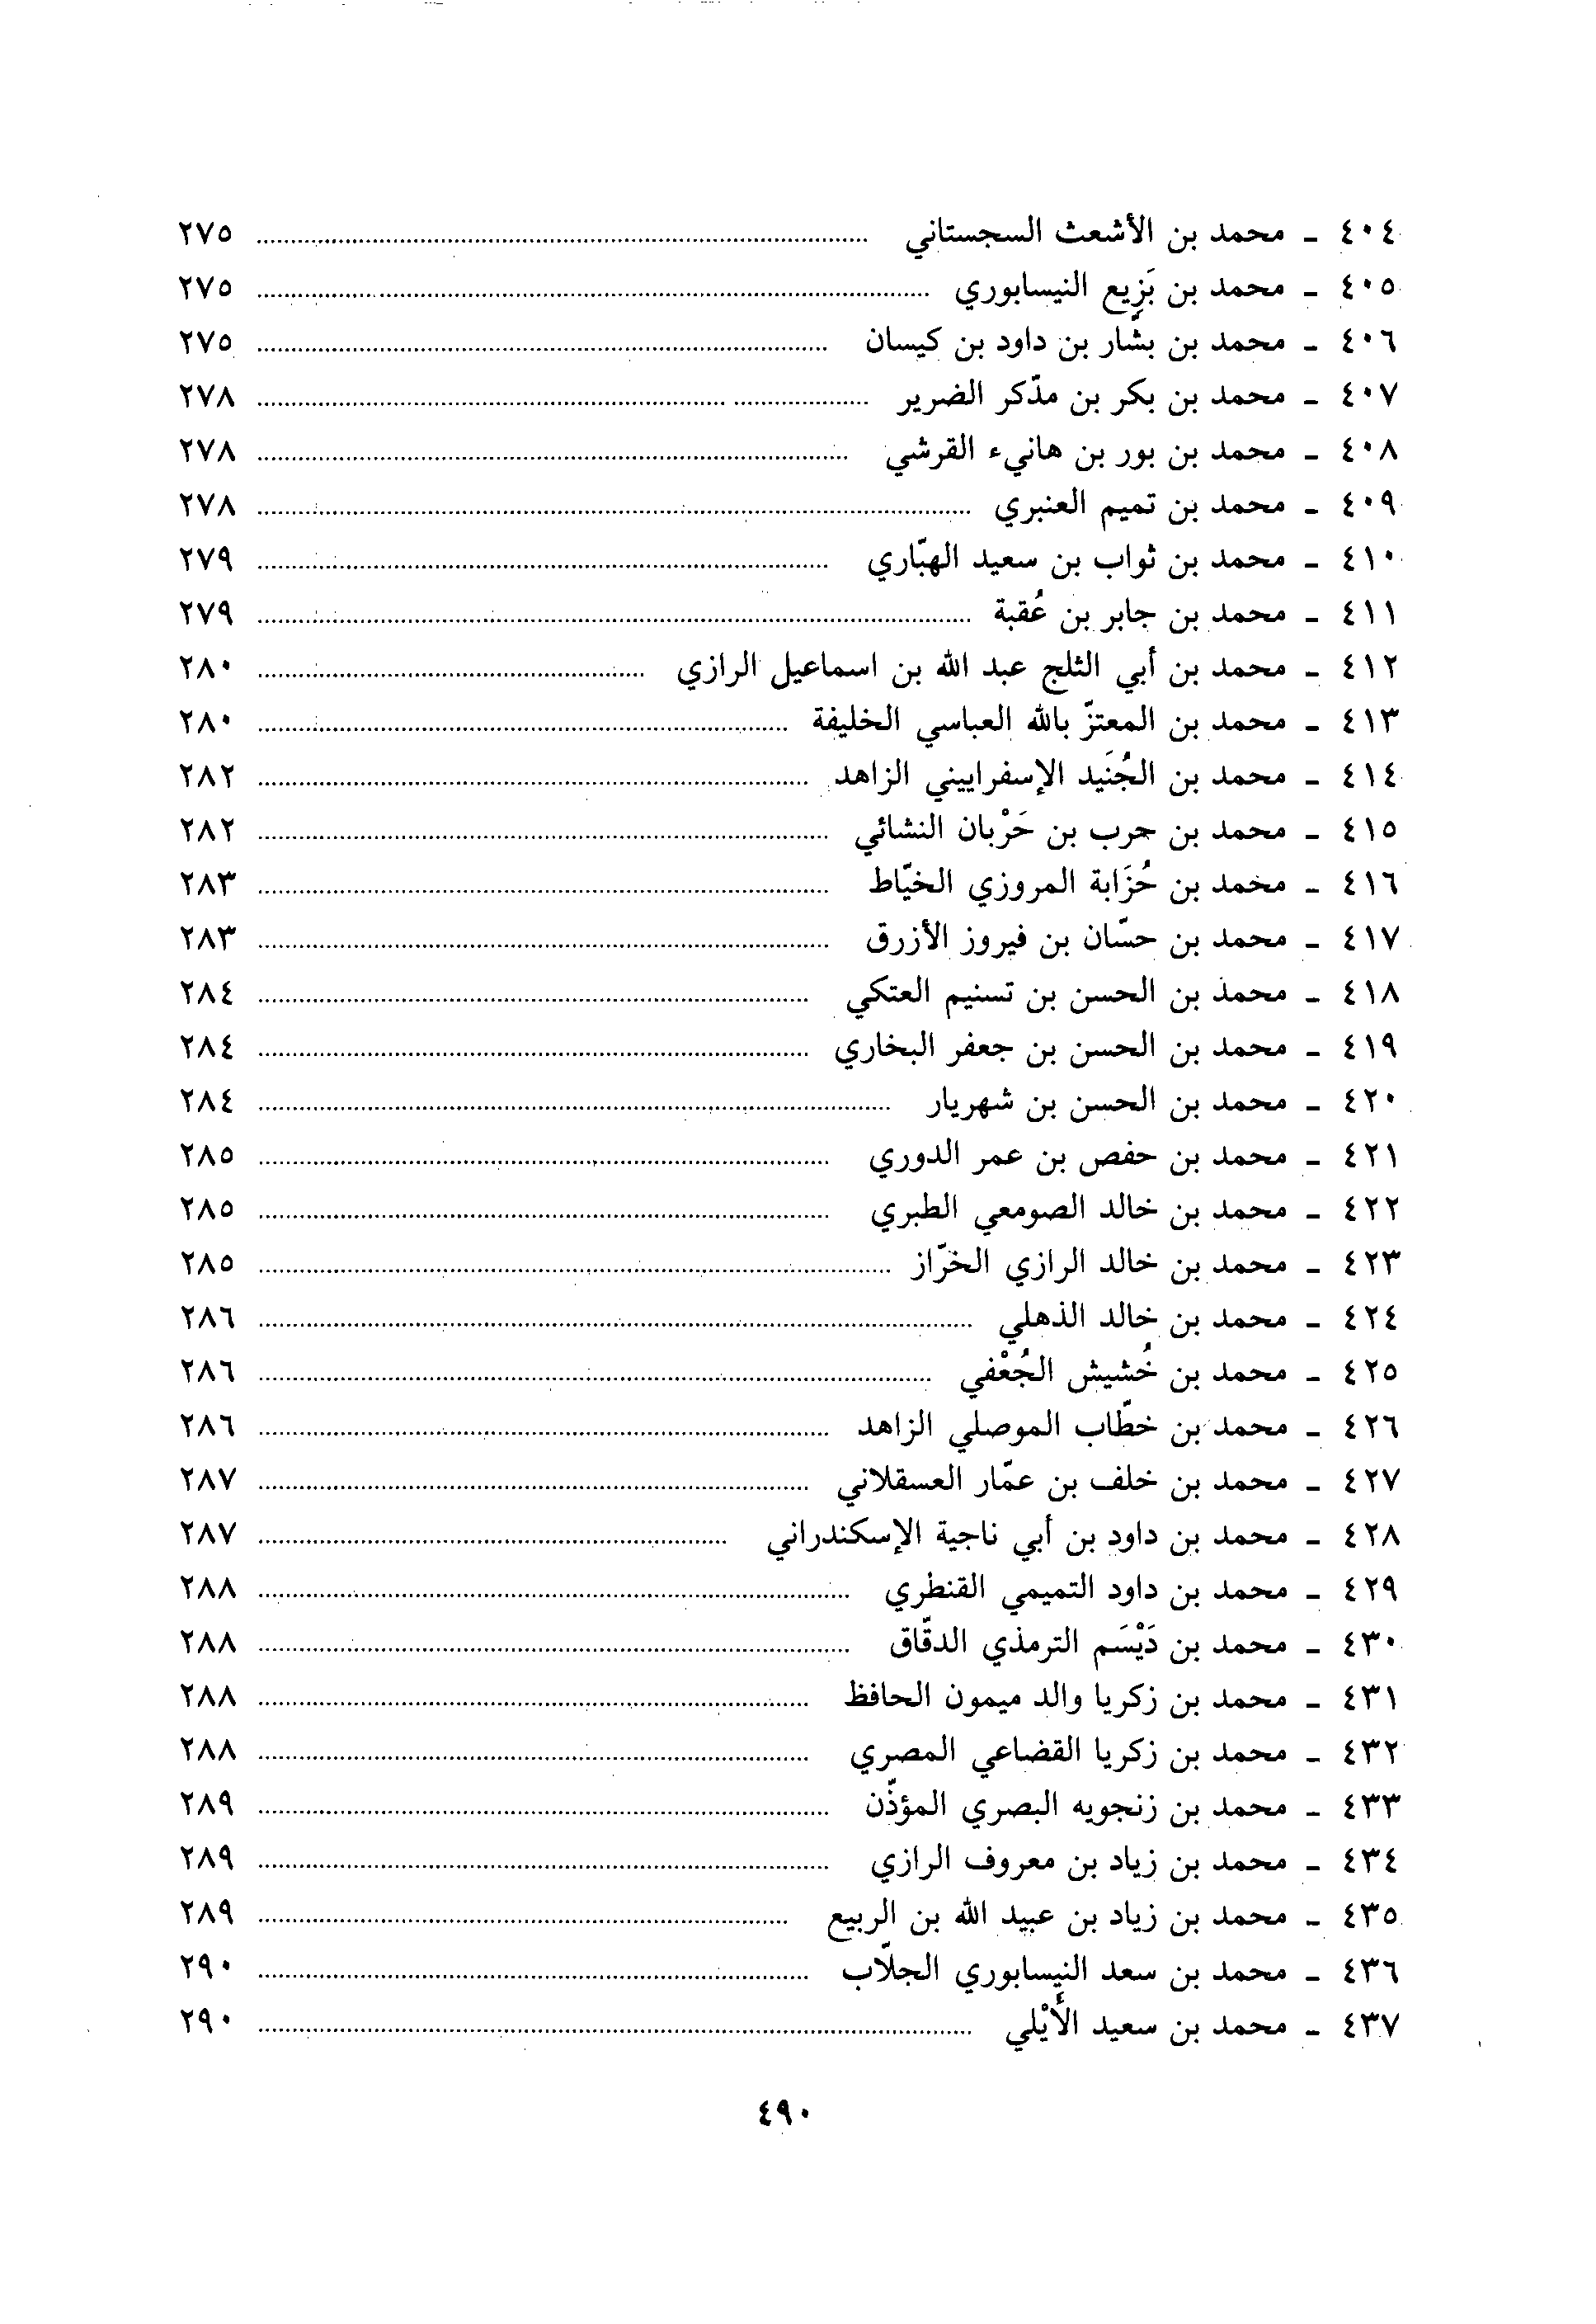 ٤٠٤ ـ محمد بن الأشعث السجستاني ........ ٢٧٥
٤٠٥ ـ محمد بن بَزِيع النيسابوري ........ ٢٧٥
٤٠٦ ـ محمد بن بشّار بن داود بن كيسان ........ ٢٧٥
٤٠٧ ـ محمد بن بكر بن مذّكر الضرير ........ ٢٧٨
٤٠٨ ـ محمد بن بور بن هانيء القرشي ........ ٢٧٨
٤٠٩ ـ محمد بن تميم العنبري ........ ٢٧٨
٤١٠ ـ محمد بن ثواب بن سعيد الهبّاري ........ ٢٧٩
٤١١ ـ محمد بن جابر بن عُقبة ........ ٢٧٩
٤١٢ ـ محمد بن أبي الثلج عبد الله بن اسماعيل الرازي ........ ٢٨٠
٤١٣ ـ محمد بن المعتزّ بالله العباسي الخليفة ........ ٢٨٠
٤١٤ ـ محمد بن الجُنَيد الإسفراييني الزاهد ........ ٢٨٢
٤١٥ ـ محمد بن حرب بن حَرْبان النشائي ........ ٢٨٢
٤١٦ ـ محمد بن حُزَابة المروزي الخيّاط ........ ٢٨٣
٤١٧ ـ محمد بن حسّان بن فيروز الأزرق ........ ٢٨٣
٤١٨ ـ محمد بن الحسن بن تسنيم العتكي ........ ٢٨٤
٤١٩ ـ محمد بن الحسن بن جعفر البخاري ........ ٢٨٤
٤٢٠ ـ محمد بن الحسن بن شهريار ........ ٢٨٤
٤٢١ ـ محمد بن حفص بن عمر الدوري ........ ٢٨٥
٤٢٢ ـ محمد بن خالد الصومعي الطبري ........ ٢٨٥
٤٢٣ ـ محمد بن خالد الرازي الخرّاز ........ ٢٨٥
٤٢٤ ـ محمد بن خالد الذهلي ........ ٢٨٦
٤٢٥ ـ محمد بن خُشيش الجُعْفي ........ ٢٨٦
٤٢٦ ـ محمد بن خطّاب الموصلي الزاهد ........ ٢٨٦
٤٢٧ ـ محمد بن خلف بن عمّار العسقلاني ........ ٢٨٧
٤٢٨ ـ محمد بن داود بن أبي ناجية الإسكندراني ........ ٢٨٧
٤٢٩ ـ محمد بن داود التميمي القنطري ........ ٢٨٨
٤٣٠ ـ محمد بن دَيْسَم الترمذي الدقّاق ........ ٢٨٨
٤٣١ ـ محمد بن زكريا والد ميمون الحافظ ........ ٢٨٨
٤٣٢ ـ محمد بن زكريا القضاعي المصري ........ ٢٨٨
٤٣٣ ـ محمد بن زنجويه البصري المؤذّن ........ ٢٨٩
٤٣٤ ـ محمد بن زياد بن معروف الرازي ........ ٢٨٩
٤٣٥ ـ محمد بن زياد بن عبيد الله بن الربيع ........ ٢٨٩
٤٣٦ ـ محمد بن سعد النيسابوري الجلّاب ........ ٢٩٠
٤٣٧ ـ محمد بن سعيد الأَيْلي ........ ٢٩٠
٤٩٠